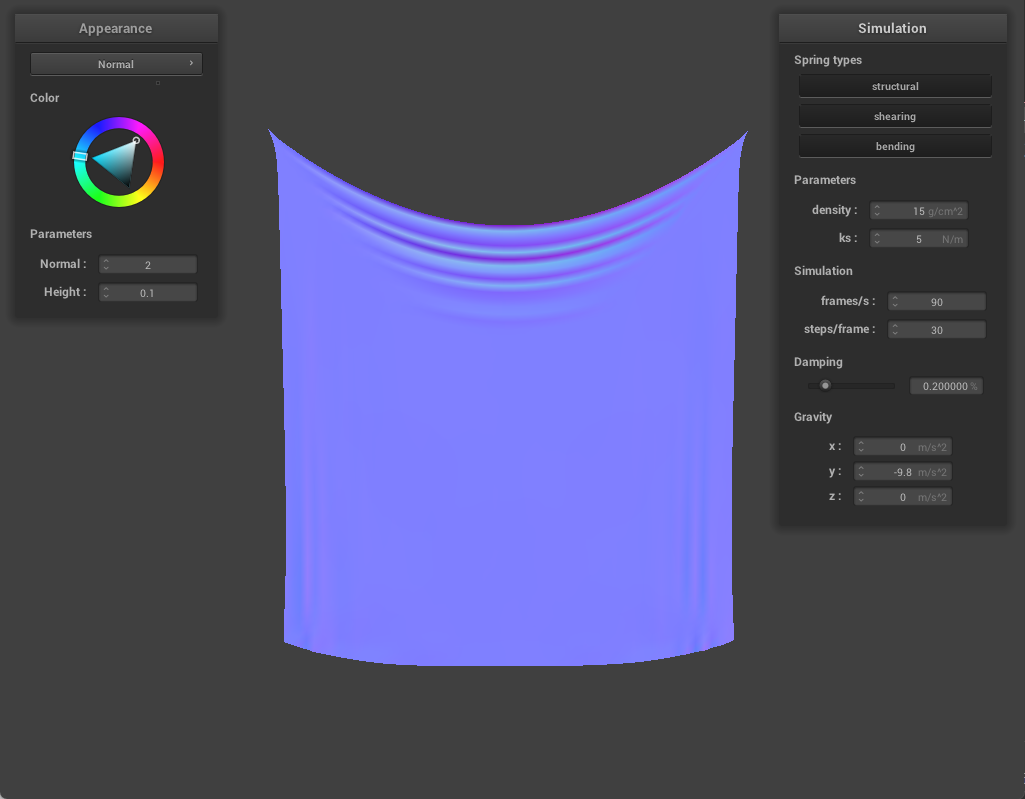 Appearance
Normal
Color
Parameters
Normal : 2
Height : 0.1
Simulation
Spring types
structural
shearing
bending
Parameters
density : 15 g/cm^2
ks : 5 N/m
Simulation
frames/s : 90
steps/frame : 30
Damping
0.200000 %
Gravity
x : 0 m/s^2
y : -9.8 m/s^2
z : 0 m/s^2